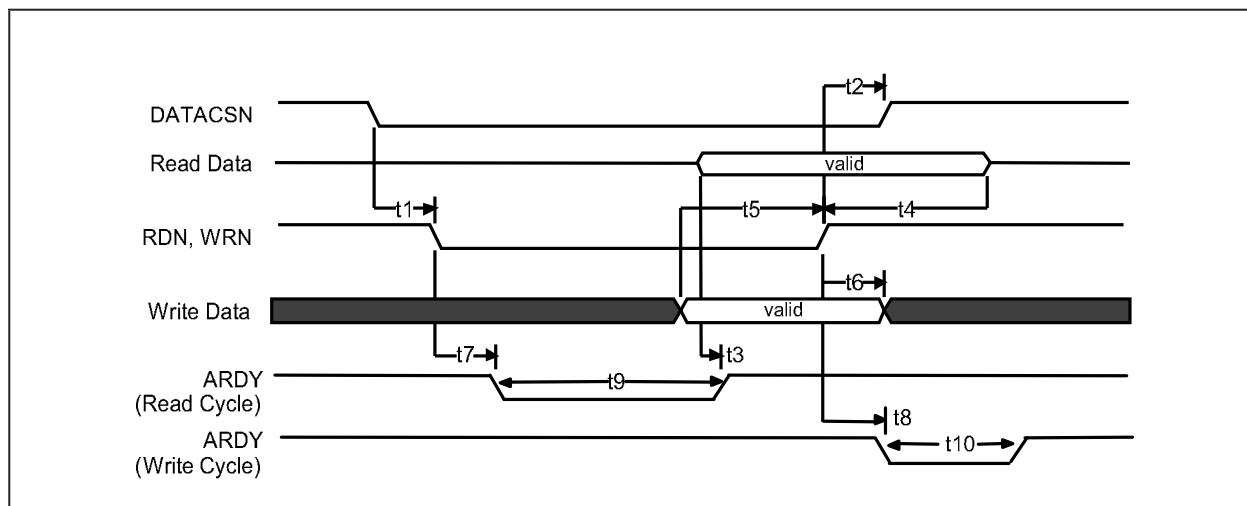 t2
DATACSN
Read Data
valid
t1
t5
t4
RDN, WRN
t6
Write Data
valid
t7
t3
ARDY
(Read Cycle)
t9
t8
ARDY
(Write Cycle)
t10